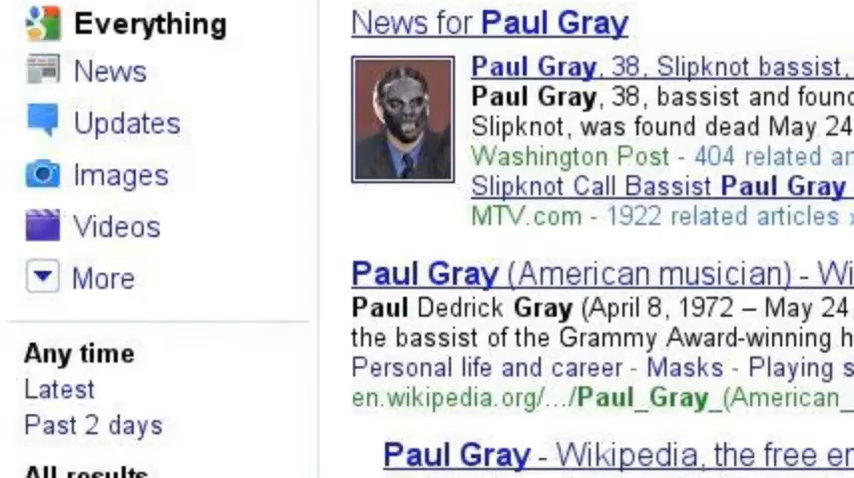 Everything
News
Updates
Images
Videos
More
Any time
Latest
Past 2 days
All results
News for Paul Gray
Paul Gray, 38, Slipknot bassist,
Paul Gray, 38, bassist and found
Slipknot, was found dead May 24
Washington Post - 404 related ar
Slipknot Call Bassist Paul Gray
MTV.com - 1922 related articles ›
Paul Gray (American musician) - Wi
Paul Dedrick Gray (April 8, 1972 – May 24
the bassist of the Grammy Award-winning h
Personal life and career - Masks - Playing s
en.wikipedia.org/.../Paul_Gray_(American_
Paul Gray - Wikipedia, the free en